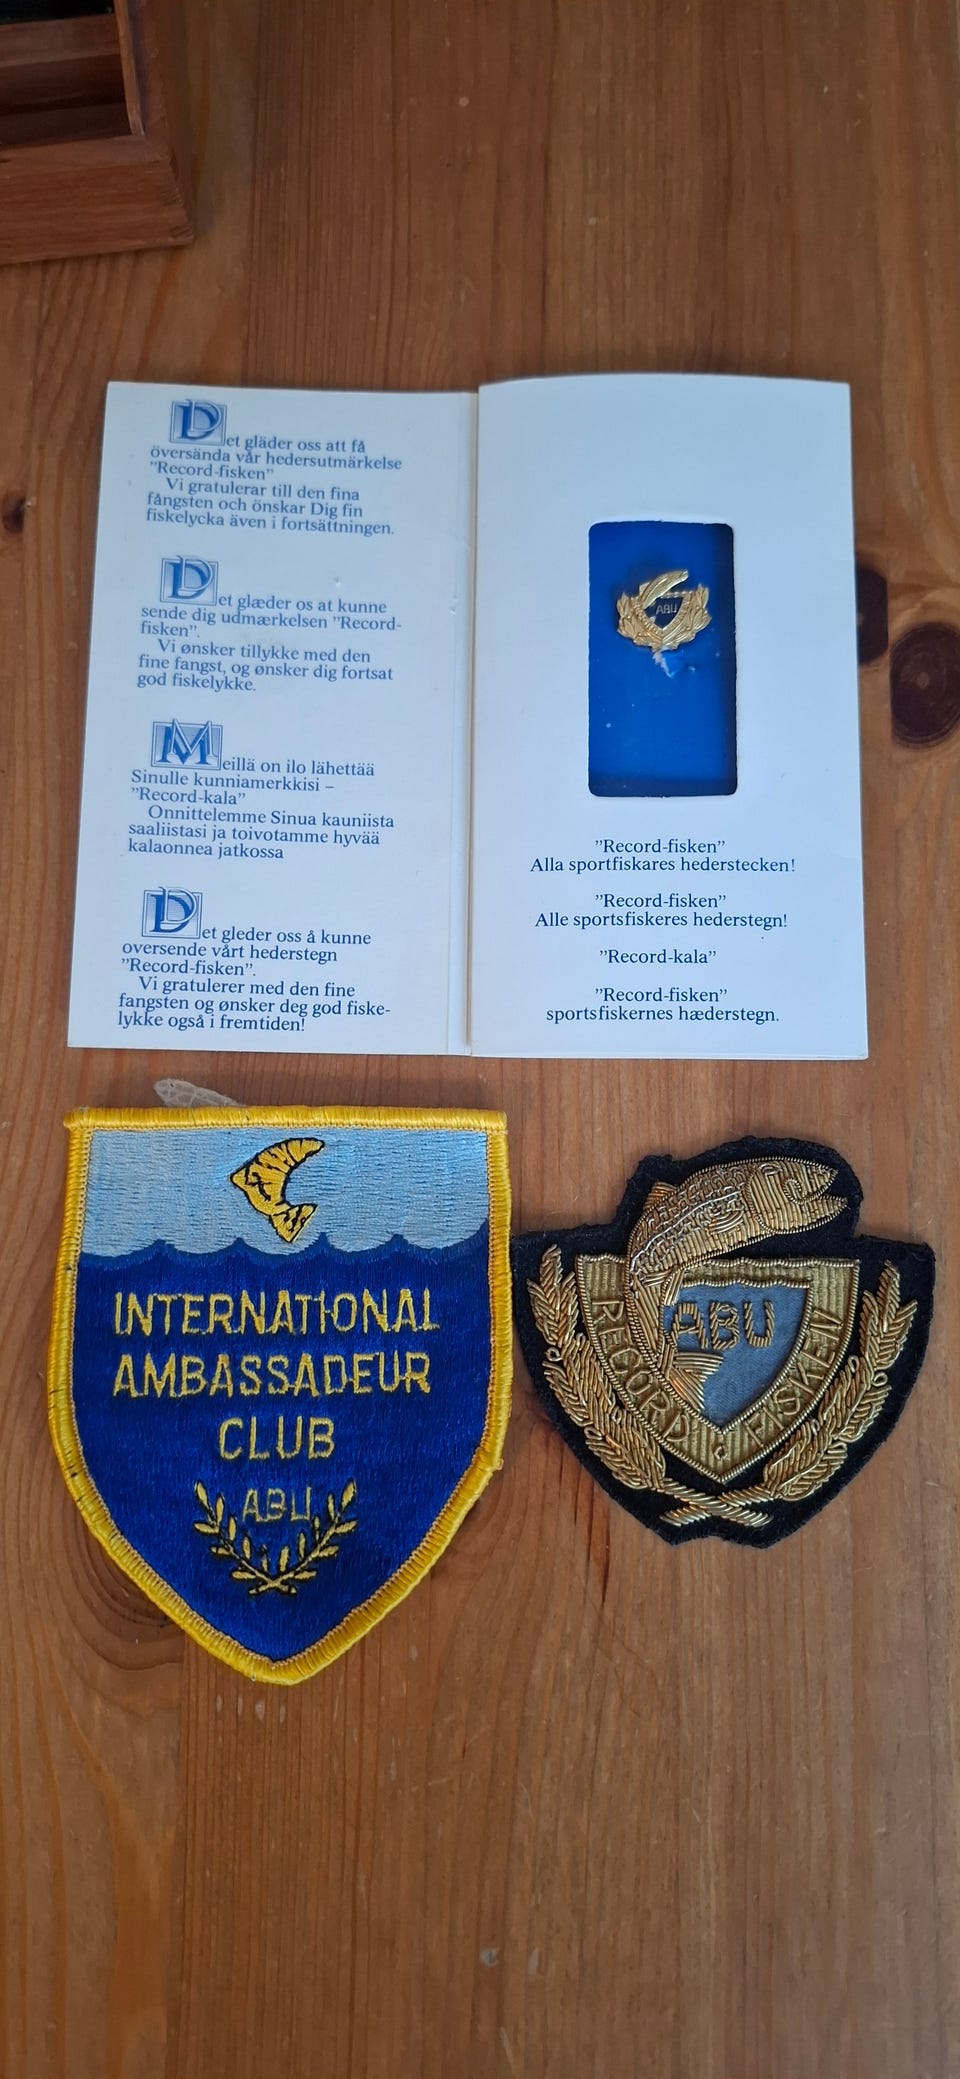 Det gläder oss att få
översända vår hedersutmärkelse
"Record-fisken"
Vi gratulerar till den fina
fångsten och önskar Dig fin
fiskelycka även i fortsättningen.
Det glæder os at kunne
sende dig udmærkelsen "Record-
fisken".
Vi ønsker tillykke med den
fine fangst, og ønsker dig fortsat
god fiskelykke.
Meillä on ilo lähettää
Sinulle kunniamerkkisi –
"Record-kala"
Onnittelemme Sinua kauniista
saaliistasi ja toivotamme hyvää
kalaonnea jatkossa
Det gleder oss å kunne
oversende vårt hederstegn
"Record-fisken".
Vi gratulerer med den fine
fangsten og ønsker deg god fiske-
lykke også i fremtiden!
ABU
"Record-fisken"
Alla sportfiskares hederstecken!
"Record-fisken"
Alle sportsfiskeres hederstegn!
"Record-kala"
"Record-fisken"
sportsfiskernes hæderstegn.
INTERNATIONAL
AMBASSADEUR
CLUB
ABU
ABU
RECORD FISKEN